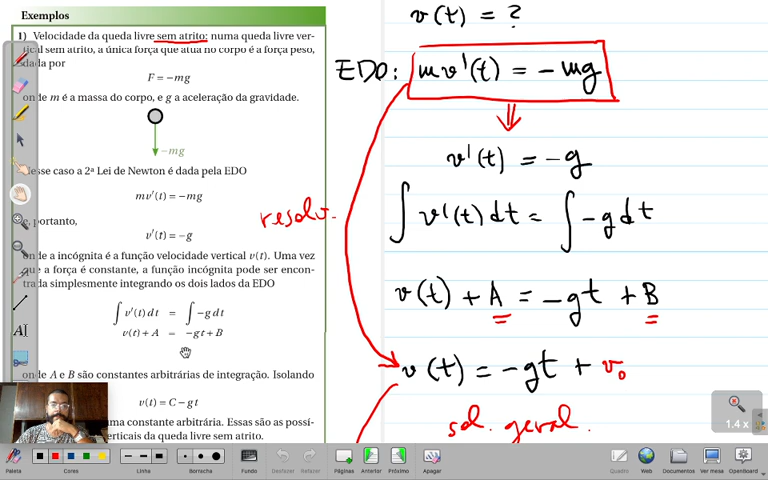 Exemplos
1) Velocidade da queda livre sem atrito: numa queda livre ver-
tical sem atrito, a única força que atua no corpo é a força peso,
dada por
F = −mg
onde m é a massa do corpo, e g a aceleração da gravidade.
−mg
Nesse caso a 2ª Lei de Newton é dada pela EDO
mv′(t) = −mg
e, portanto,
v′(t) = −g
onde a incógnita é a função velocidade vertical v(t). Uma vez
que a força é constante, a função incógnita pode ser encon-
trada simplesmente integrando os dois lados da EDO
∫ v′(t) dt = ∫ −g dt
v(t) + A = −gt + B
onde A e B são constantes arbitrárias de integração. Isolando
v(t) = C − gt
uma constante arbitrária. Essas são as possí-
verticais da queda livre sem atrito.
v(t) = ?
EDO: mv'(t) = −mg
v'(t) = −g
∫ v'(t) dt = ∫ −g dt
v(t) + A = −gt + B
resolv.
v(t) = −gt + v₀
sol. geral.
1.4 x
Paleta
Cores
Linha
Borracha
Fundo
Desfazer
Refazer
Páginas
Anterior
Próximo
Apagar
Quadro
Web
Documentos
Ver mesa
OpenBoard